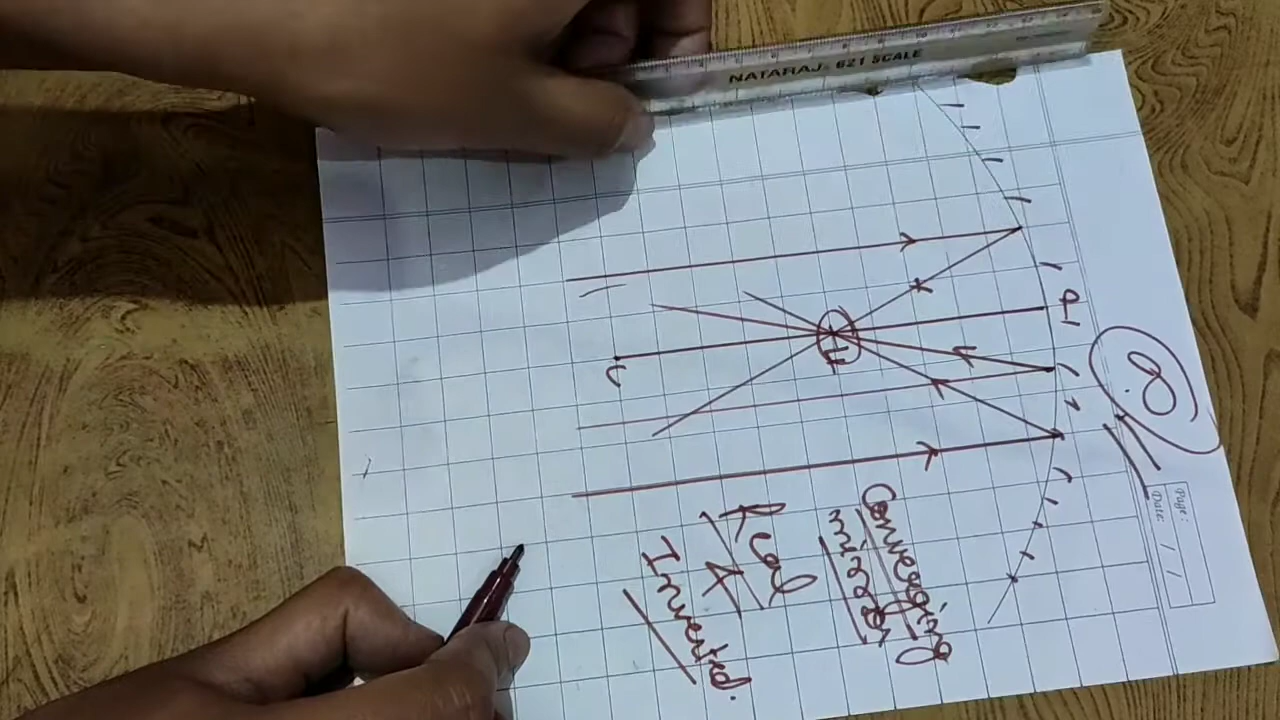 NATARAJ 621 SCALE
P
F
C
Page:
Date: / /
Converging
mirror
Real
&
Inverted.